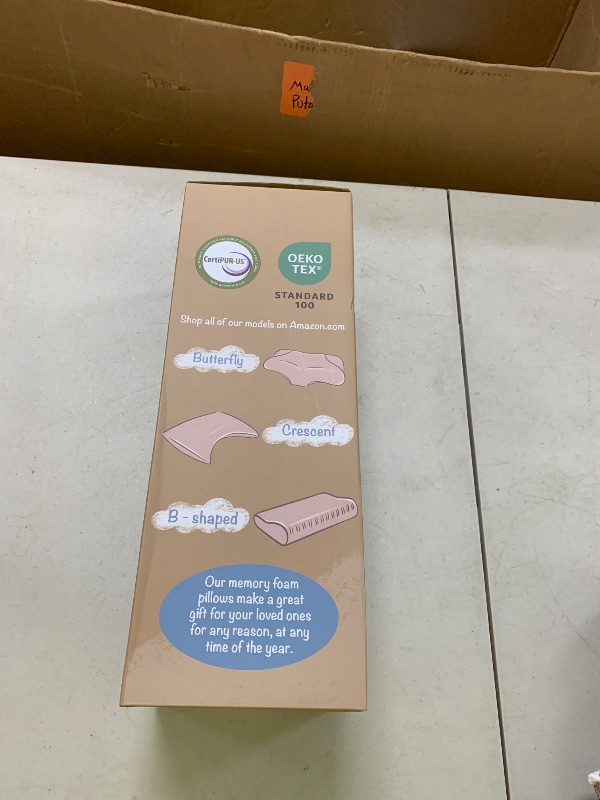 Ma
Puto
CertiPUR-US
OEKO
TEX®
STANDARD
100
Shop all of our models on Amazon.com
Butterfly
Crescent
B - shaped
Our memory foam
pillows make a great
gift for your loved ones
for any reason, at any
time of the year.